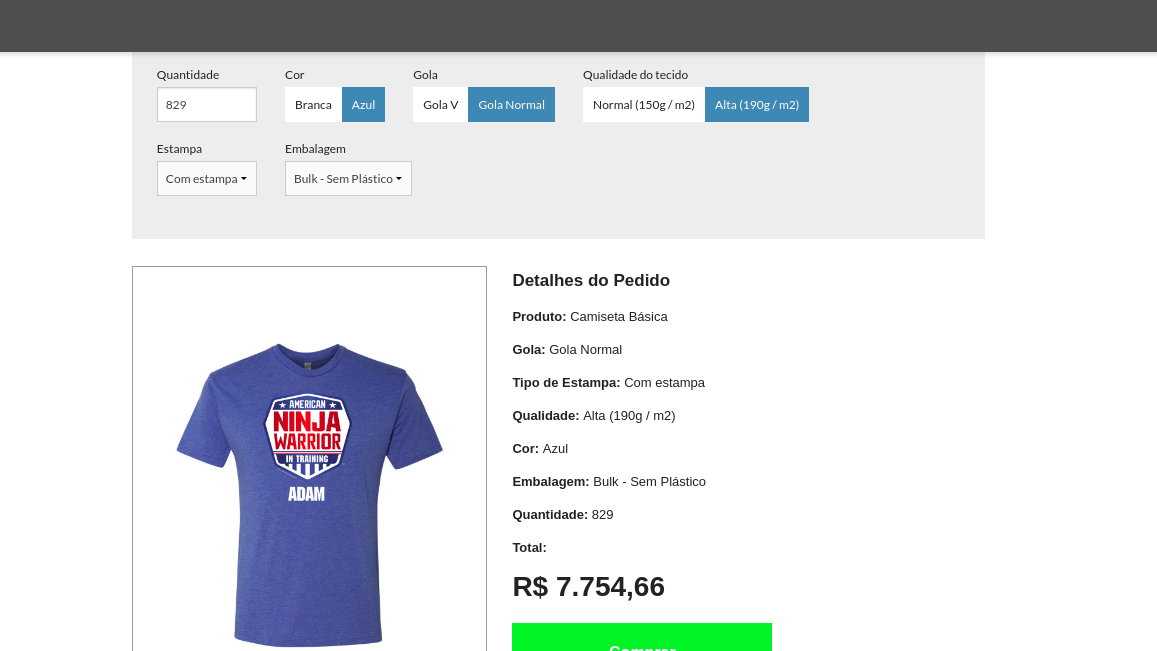 Quantidade Cor Gola Qualidade do tecido
829 Branca Azul Gola V Gola Normal Normal (150g / m2) Alta (190g / m2)
Estampa Embalagem
Com estampa Bulk - Sem Plástico
Detalhes do Pedido
Produto: Camiseta Básica
Gola: Gola Normal
Tipo de Estampa: Com estampa
Qualidade: Alta (190g / m2)
Cor: Azul
Embalagem: Bulk - Sem Plástico
Quantidade: 829
Total:
R$ 7.754,66
Comprar
AMERICAN
NINJA
WARRIOR
IN TRAINING
ADAM